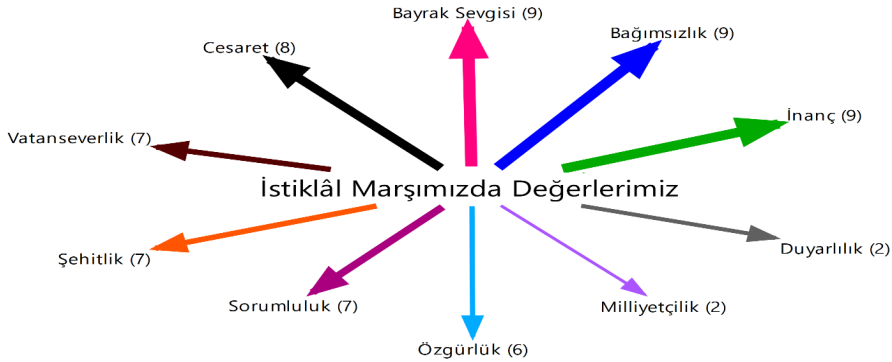 Bayrak Sevgisi (9)
Bağımsızlık (9)
Cesaret (8)
İnanç (9)
Vatanseverlik (7)
İstiklâl Marşımızda Değerlerimiz
Duyarlılık (2)
Şehitlik (7)
Sorumluluk (7)
Milliyetçilik (2)
Özgürlük (6)